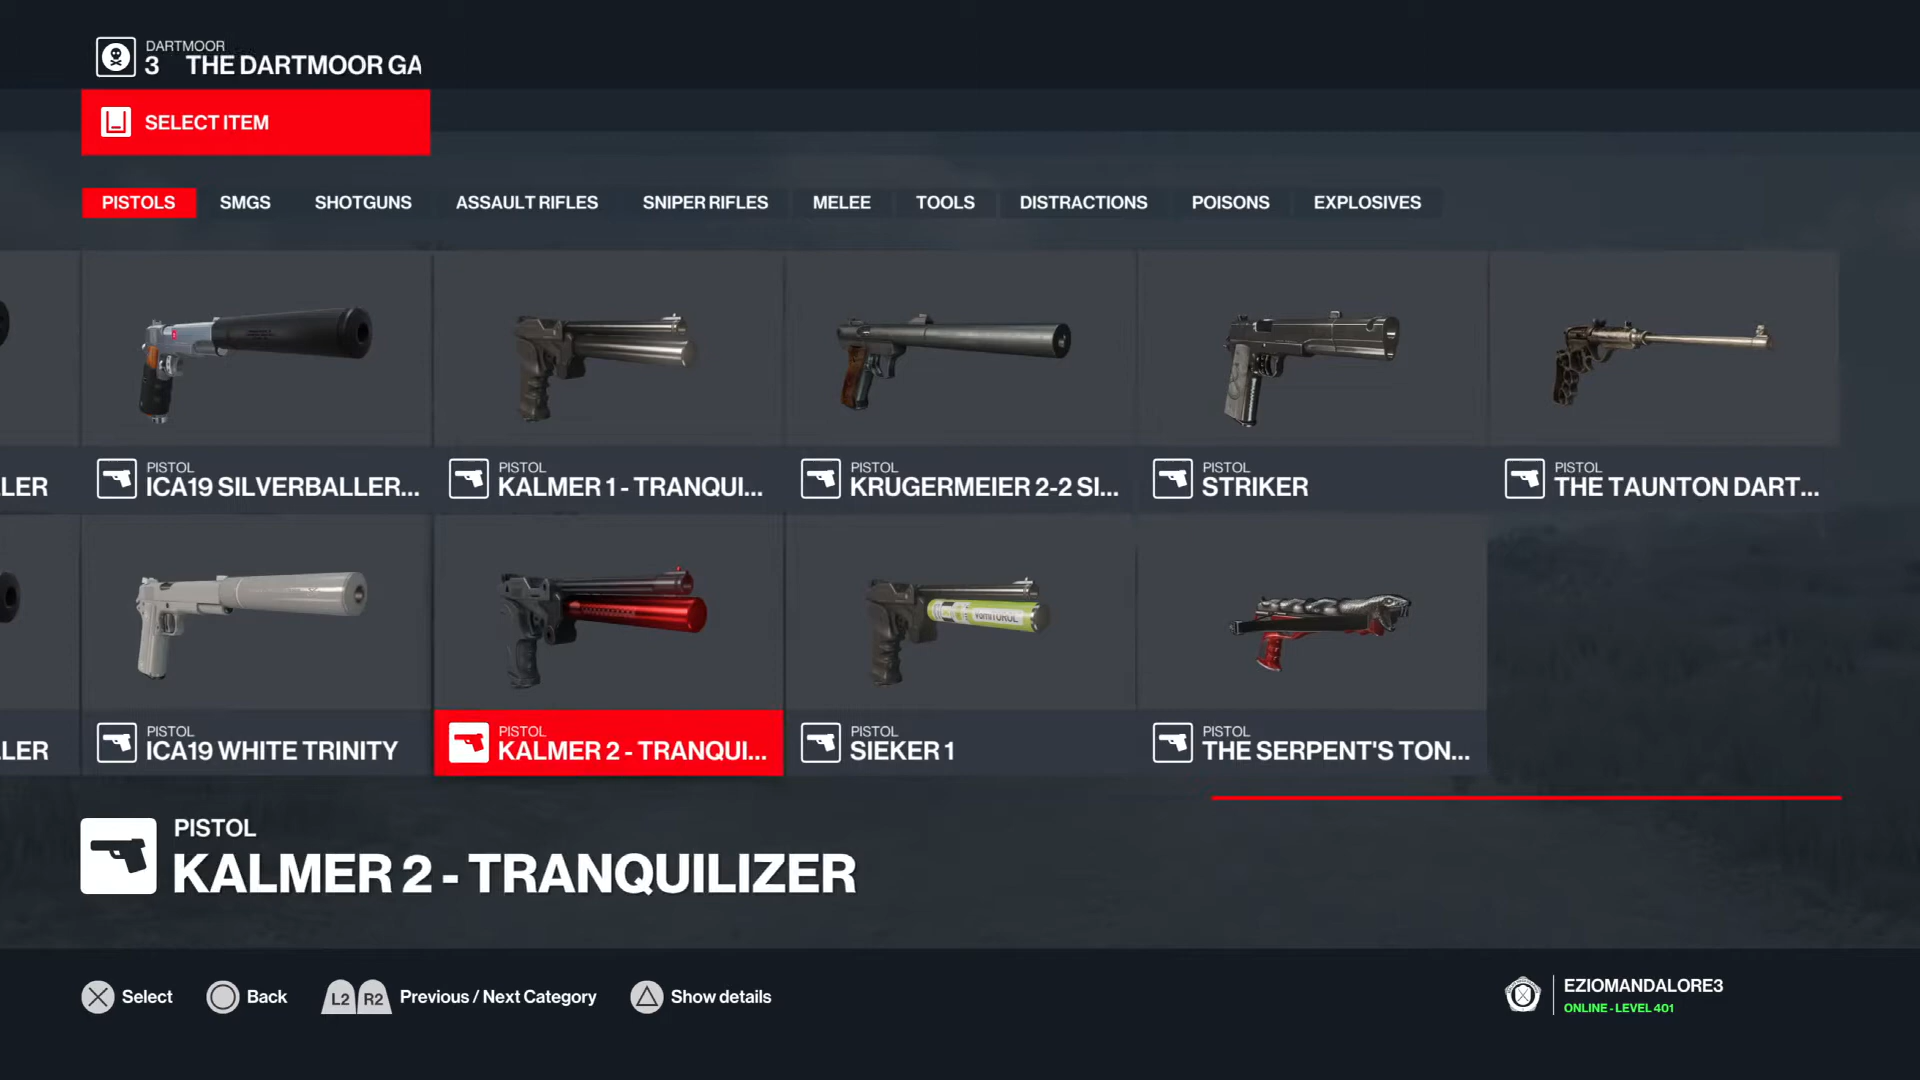 DARTMOOR
3 THE DARTMOOR GA
SELECT ITEM
PISTOLS SMGS SHOTGUNS ASSAULT RIFLES SNIPER RIFLES MELEE TOOLS DISTRACTIONS POISONS EXPLOSIVES
LER
PISTOL
ICA19 SILVERBALLER...
PISTOL
KALMER 1 - TRANQUI...
PISTOL
KRUGERMEIER 2-2 SI...
PISTOL
STRIKER
PISTOL
THE TAUNTON DART...
VOMITOROL
LER
PISTOL
ICA19 WHITE TRINITY
PISTOL
KALMER 2 - TRANQUI...
PISTOL
SIEKER 1
PISTOL
THE SERPENT'S TON...
PISTOL
KALMER 2 - TRANQUILIZER
Select Back L2 R2 Previous / Next Category Show details
EZIOMANDALORE3
ONLINE - LEVEL 401